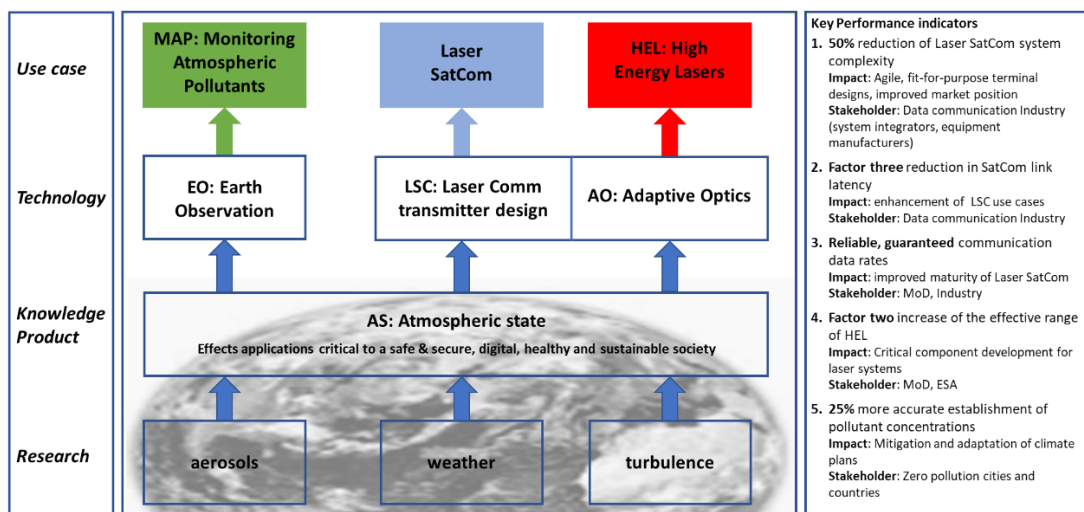 Use case
MAP: Monitoring
Atmospheric
Pollutants
Laser
SatCom
HEL: High
Energy Lasers
Technology
EO: Earth
Observation
LSC: Laser Comm
transmitter design
AO: Adaptive Optics
Knowledge
Product
AS: Atmospheric state
Effects applications critical to a safe & secure, digital, healthy and sustainable society
Research
aerosols
weather
turbulence
Key Performance indicators
1. 50% reduction of Laser SatCom system
complexity
Impact: Agile, fit-for-purpose terminal
designs, improved market position
Stakeholder: Data communication Industry
(system integrators, equipment
manufacturers)
2. Factor three reduction in SatCom link
latency
Impact: enhancement of LSC use cases
Stakeholder: Data communication Industry
3. Reliable, guaranteed communication
data rates
Impact: improved maturity of Laser SatCom
Stakeholder: MoD, Industry
4. Factor two increase of the effective range
of HEL
Impact: Critical component development for
laser systems
Stakeholder: MoD, ESA
5. 25% more accurate establishment of
pollutant concentrations
Impact: Mitigation and adaptation of climate
plans
Stakeholder: Zero pollution cities and
countries